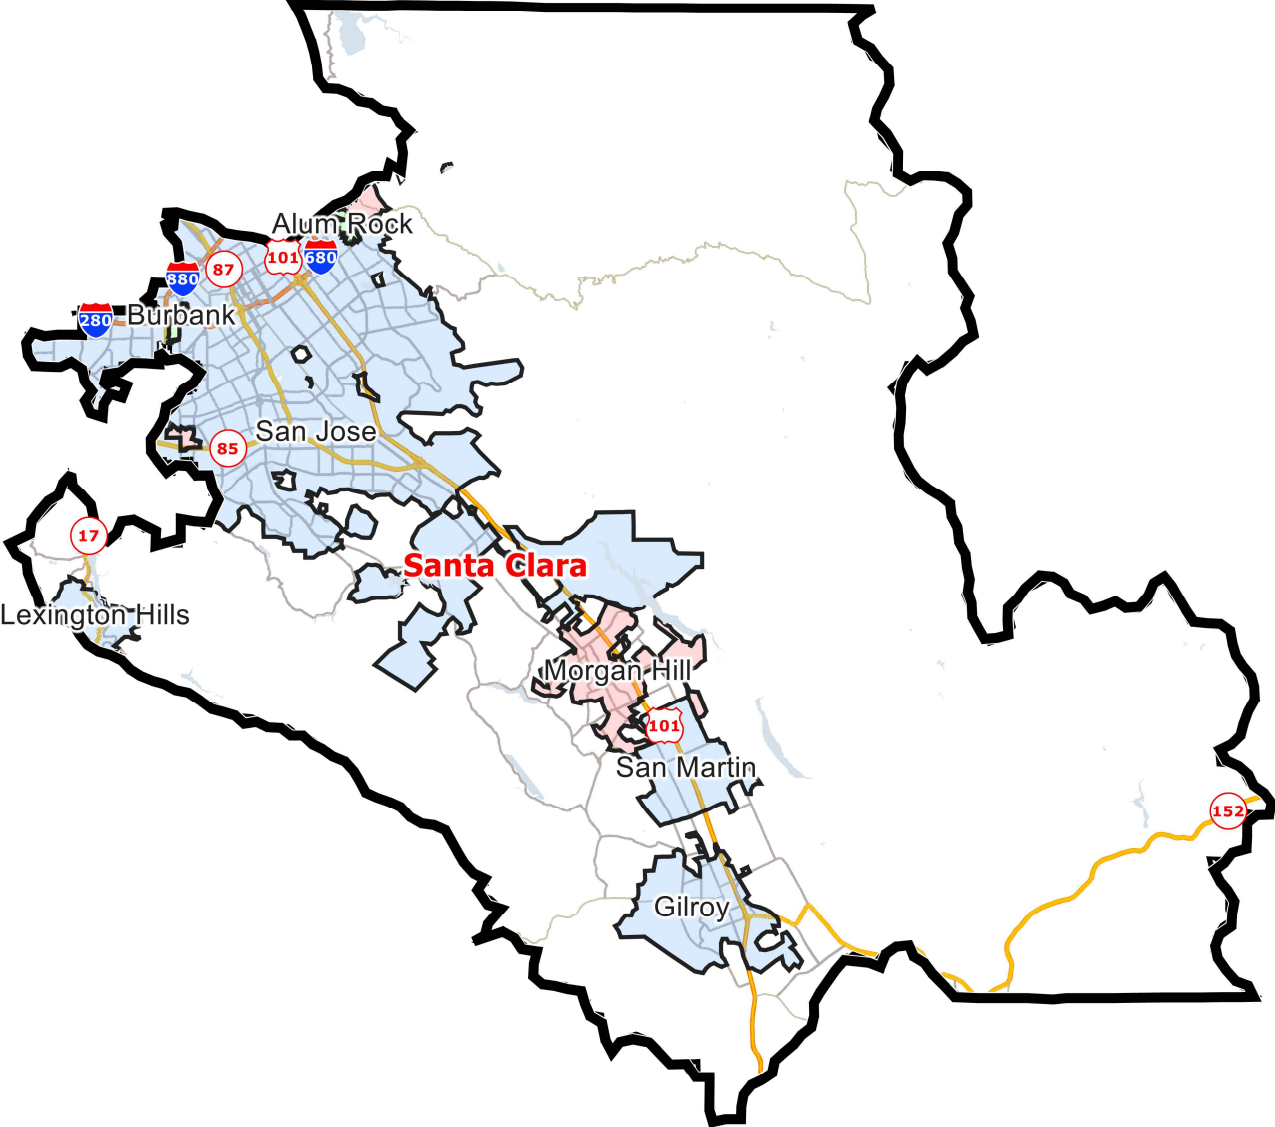 Alum Rock
101
680
87
880
Burbank
280
San Jose
85
17
Santa Clara
Lexington Hills
Morgan Hill
101
San Martin
152
Gilroy